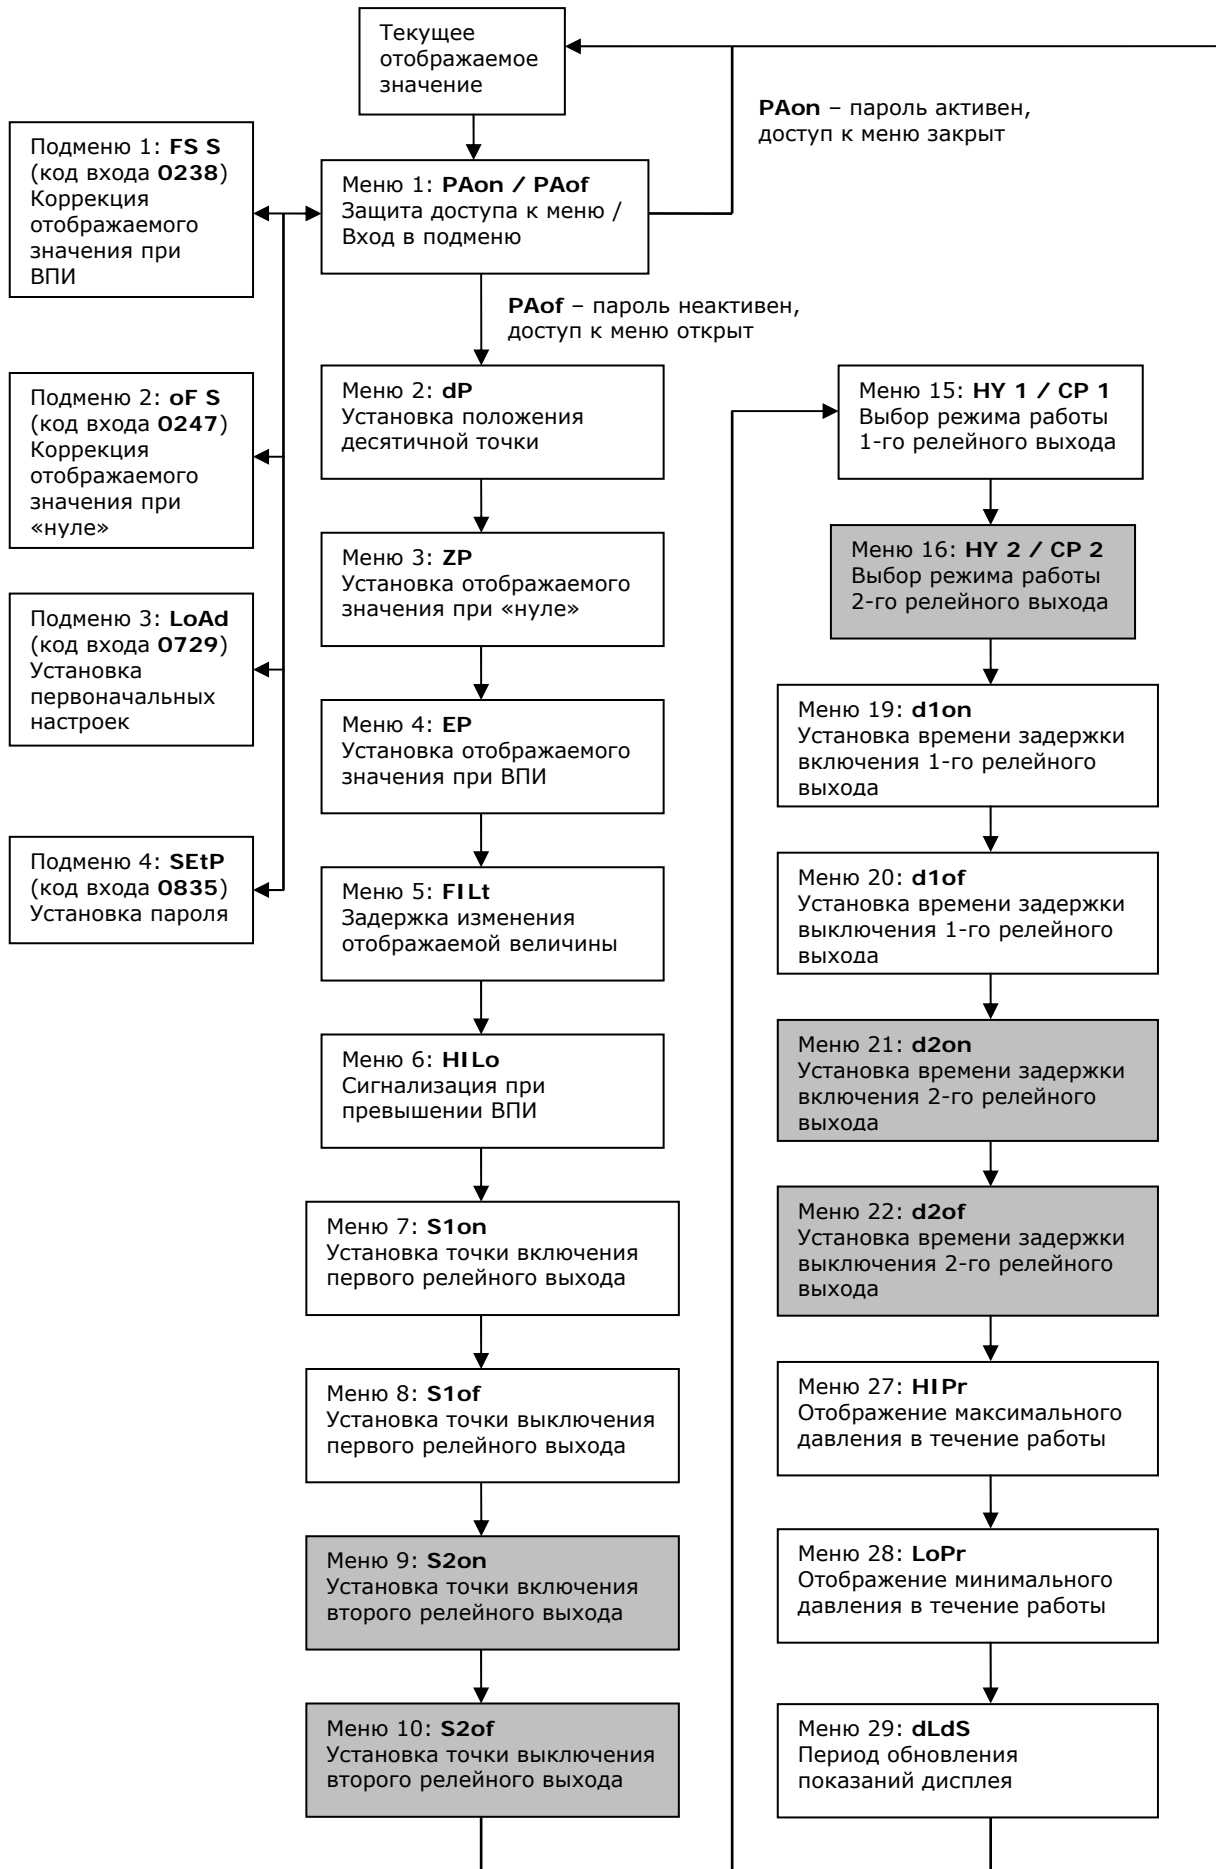 Текущее
отображаемое
значение
PAon – пароль активен,
доступ к меню закрыт
Подменю 1: FS S
(код входа 0238)
Коррекция
отображаемого
значения при
ВПИ
Меню 1: PAon / PAof
Защита доступа к меню /
Вход в подменю
PAof – пароль неактивен,
доступ к меню открыт
Подменю 2: oF S
(код входа 0247)
Коррекция
отображаемого
значения при
«нуле»
Подменю 3: LoAd
(код входа 0729)
Установка
первоначальных
настроек
Подменю 4: SEtP
(код входа 0835)
Установка пароля
Меню 2: dP
Установка положения
десятичной точки
Меню 3: ZP
Установка отображаемого
значения при «нуле»
Меню 4: EP
Установка отображаемого
значения при ВПИ
Меню 5: FILt
Задержка изменения
отображаемой величины
Меню 6: HILo
Сигнализация при
превышении ВПИ
Меню 7: S1on
Установка точки включения
первого релейного выхода
Меню 8: S1of
Установка точки выключения
первого релейного выхода
Меню 9: S2on
Установка точки включения
второго релейного выхода
Меню 10: S2of
Установка точки выключения
второго релейного выхода
Меню 15: HY 1 / CP 1
Выбор режима работы
1-го релейного выхода
Меню 16: HY 2 / CP 2
Выбор режима работы
2-го релейного выхода
Меню 19: d1on
Установка времени задержки
включения 1-го релейного
выхода
Меню 20: d1of
Установка времени задержки
выключения 1-го релейного
выхода
Меню 21: d2on
Установка времени задержки
включения 2-го релейного
выхода
Меню 22: d2of
Установка времени задержки
выключения 2-го релейного
выхода
Меню 27: HIPr
Отображение максимального
давления в течение работы
Меню 28: LoPr
Отображение минимального
давления в течение работы
Меню 29: dLdS
Период обновления
показаний дисплея